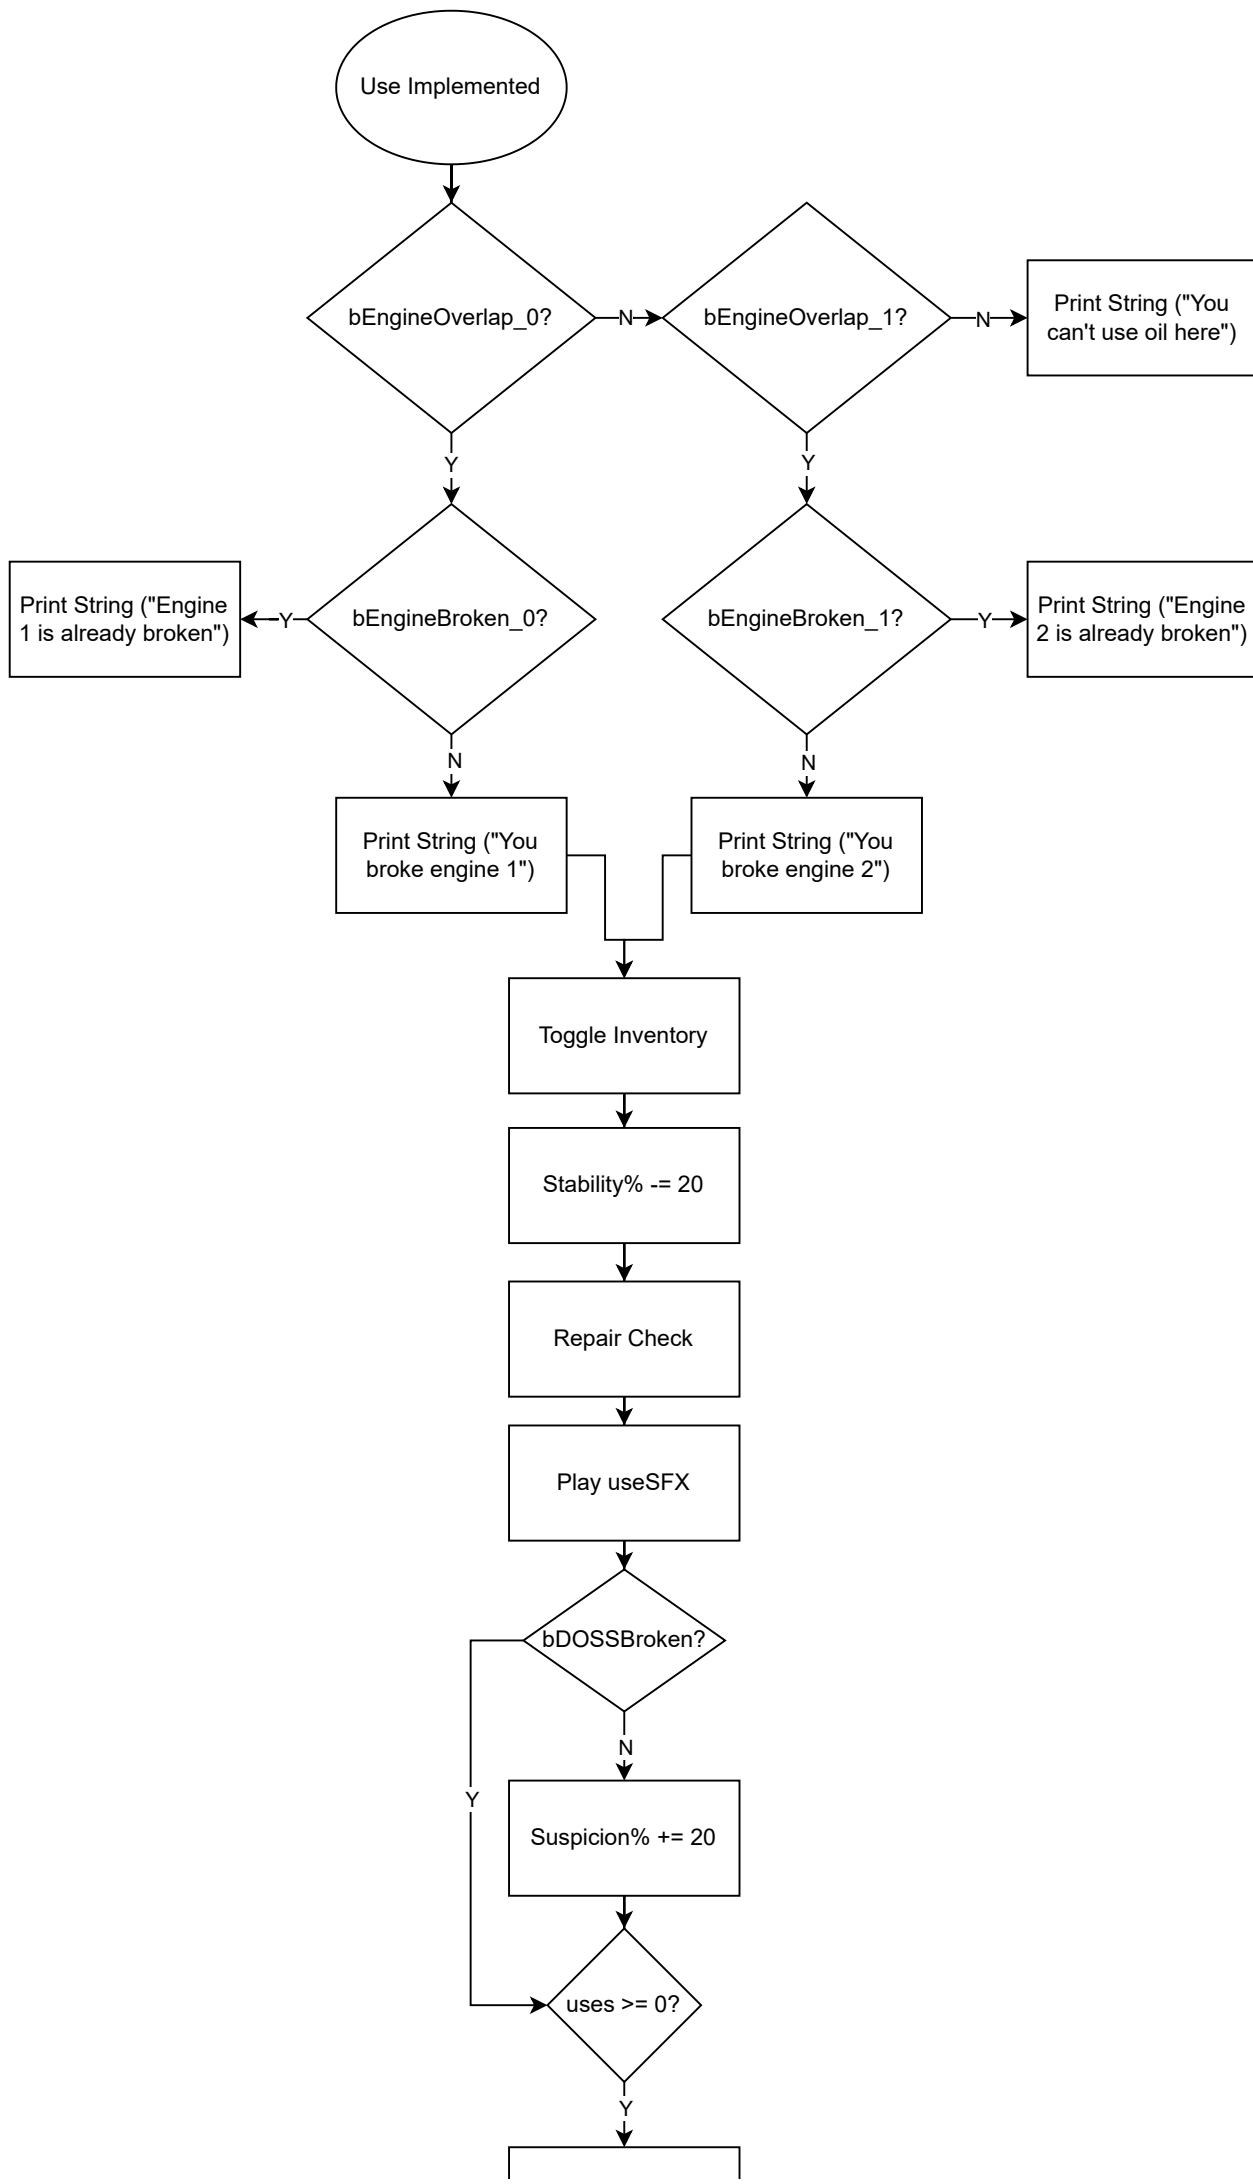 Use Implemented
bEngineOverlap_0?
N
bEngineOverlap_1?
N
Print String ("You
can't use oil here")
Y
Y
Print String ("Engine
1 is already broken")
Y
bEngineBroken_0?
bEngineBroken_1?
Y
Print String ("Engine
2 is already broken")
N
N
Print String ("You
broke engine 1")
Print String ("You
broke engine 2")
Toggle Inventory
Stability% -= 20
Repair Check
Play useSFX
bDOSSBroken?
N
Y
Suspicion% += 20
uses >= 0?
Y